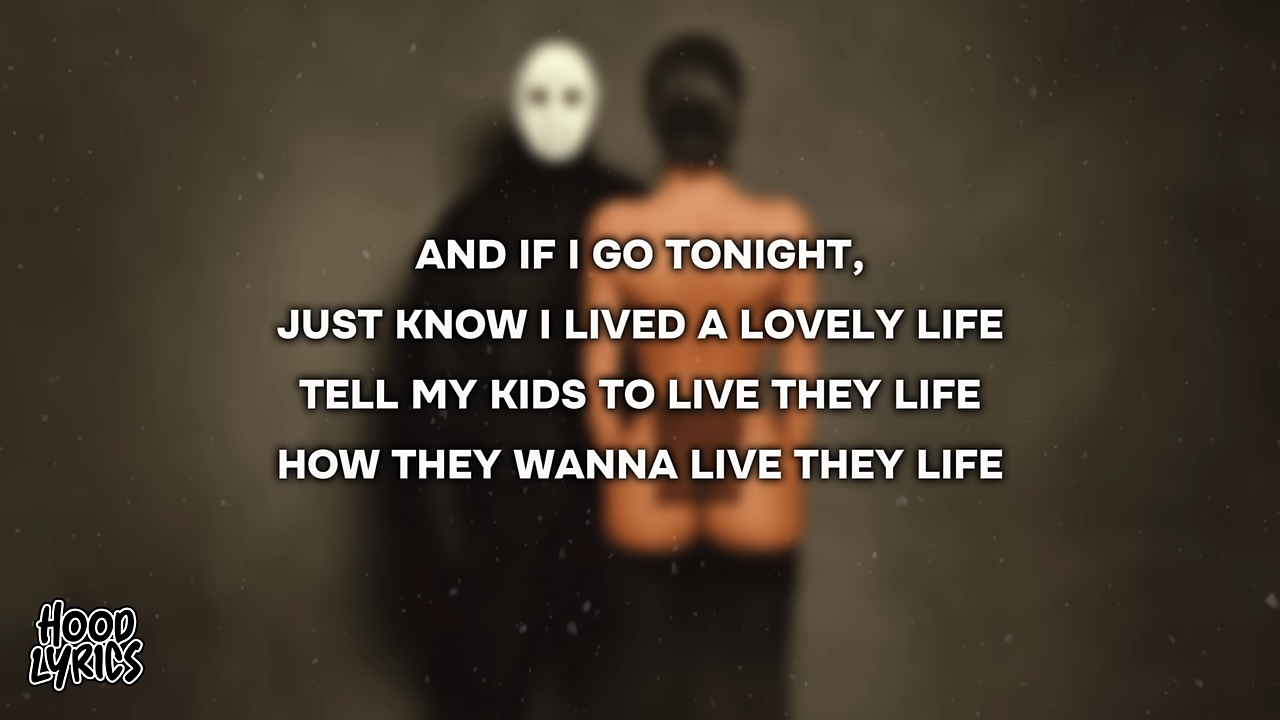 AND IF I GO TONIGHT,
JUST KNOW I LIVED A LOVELY LIFE
TELL MY KIDS TO LIVE THEY LIFE
HOW THEY WANNA LIVE THEY LIFE
HOOD
LYRICS